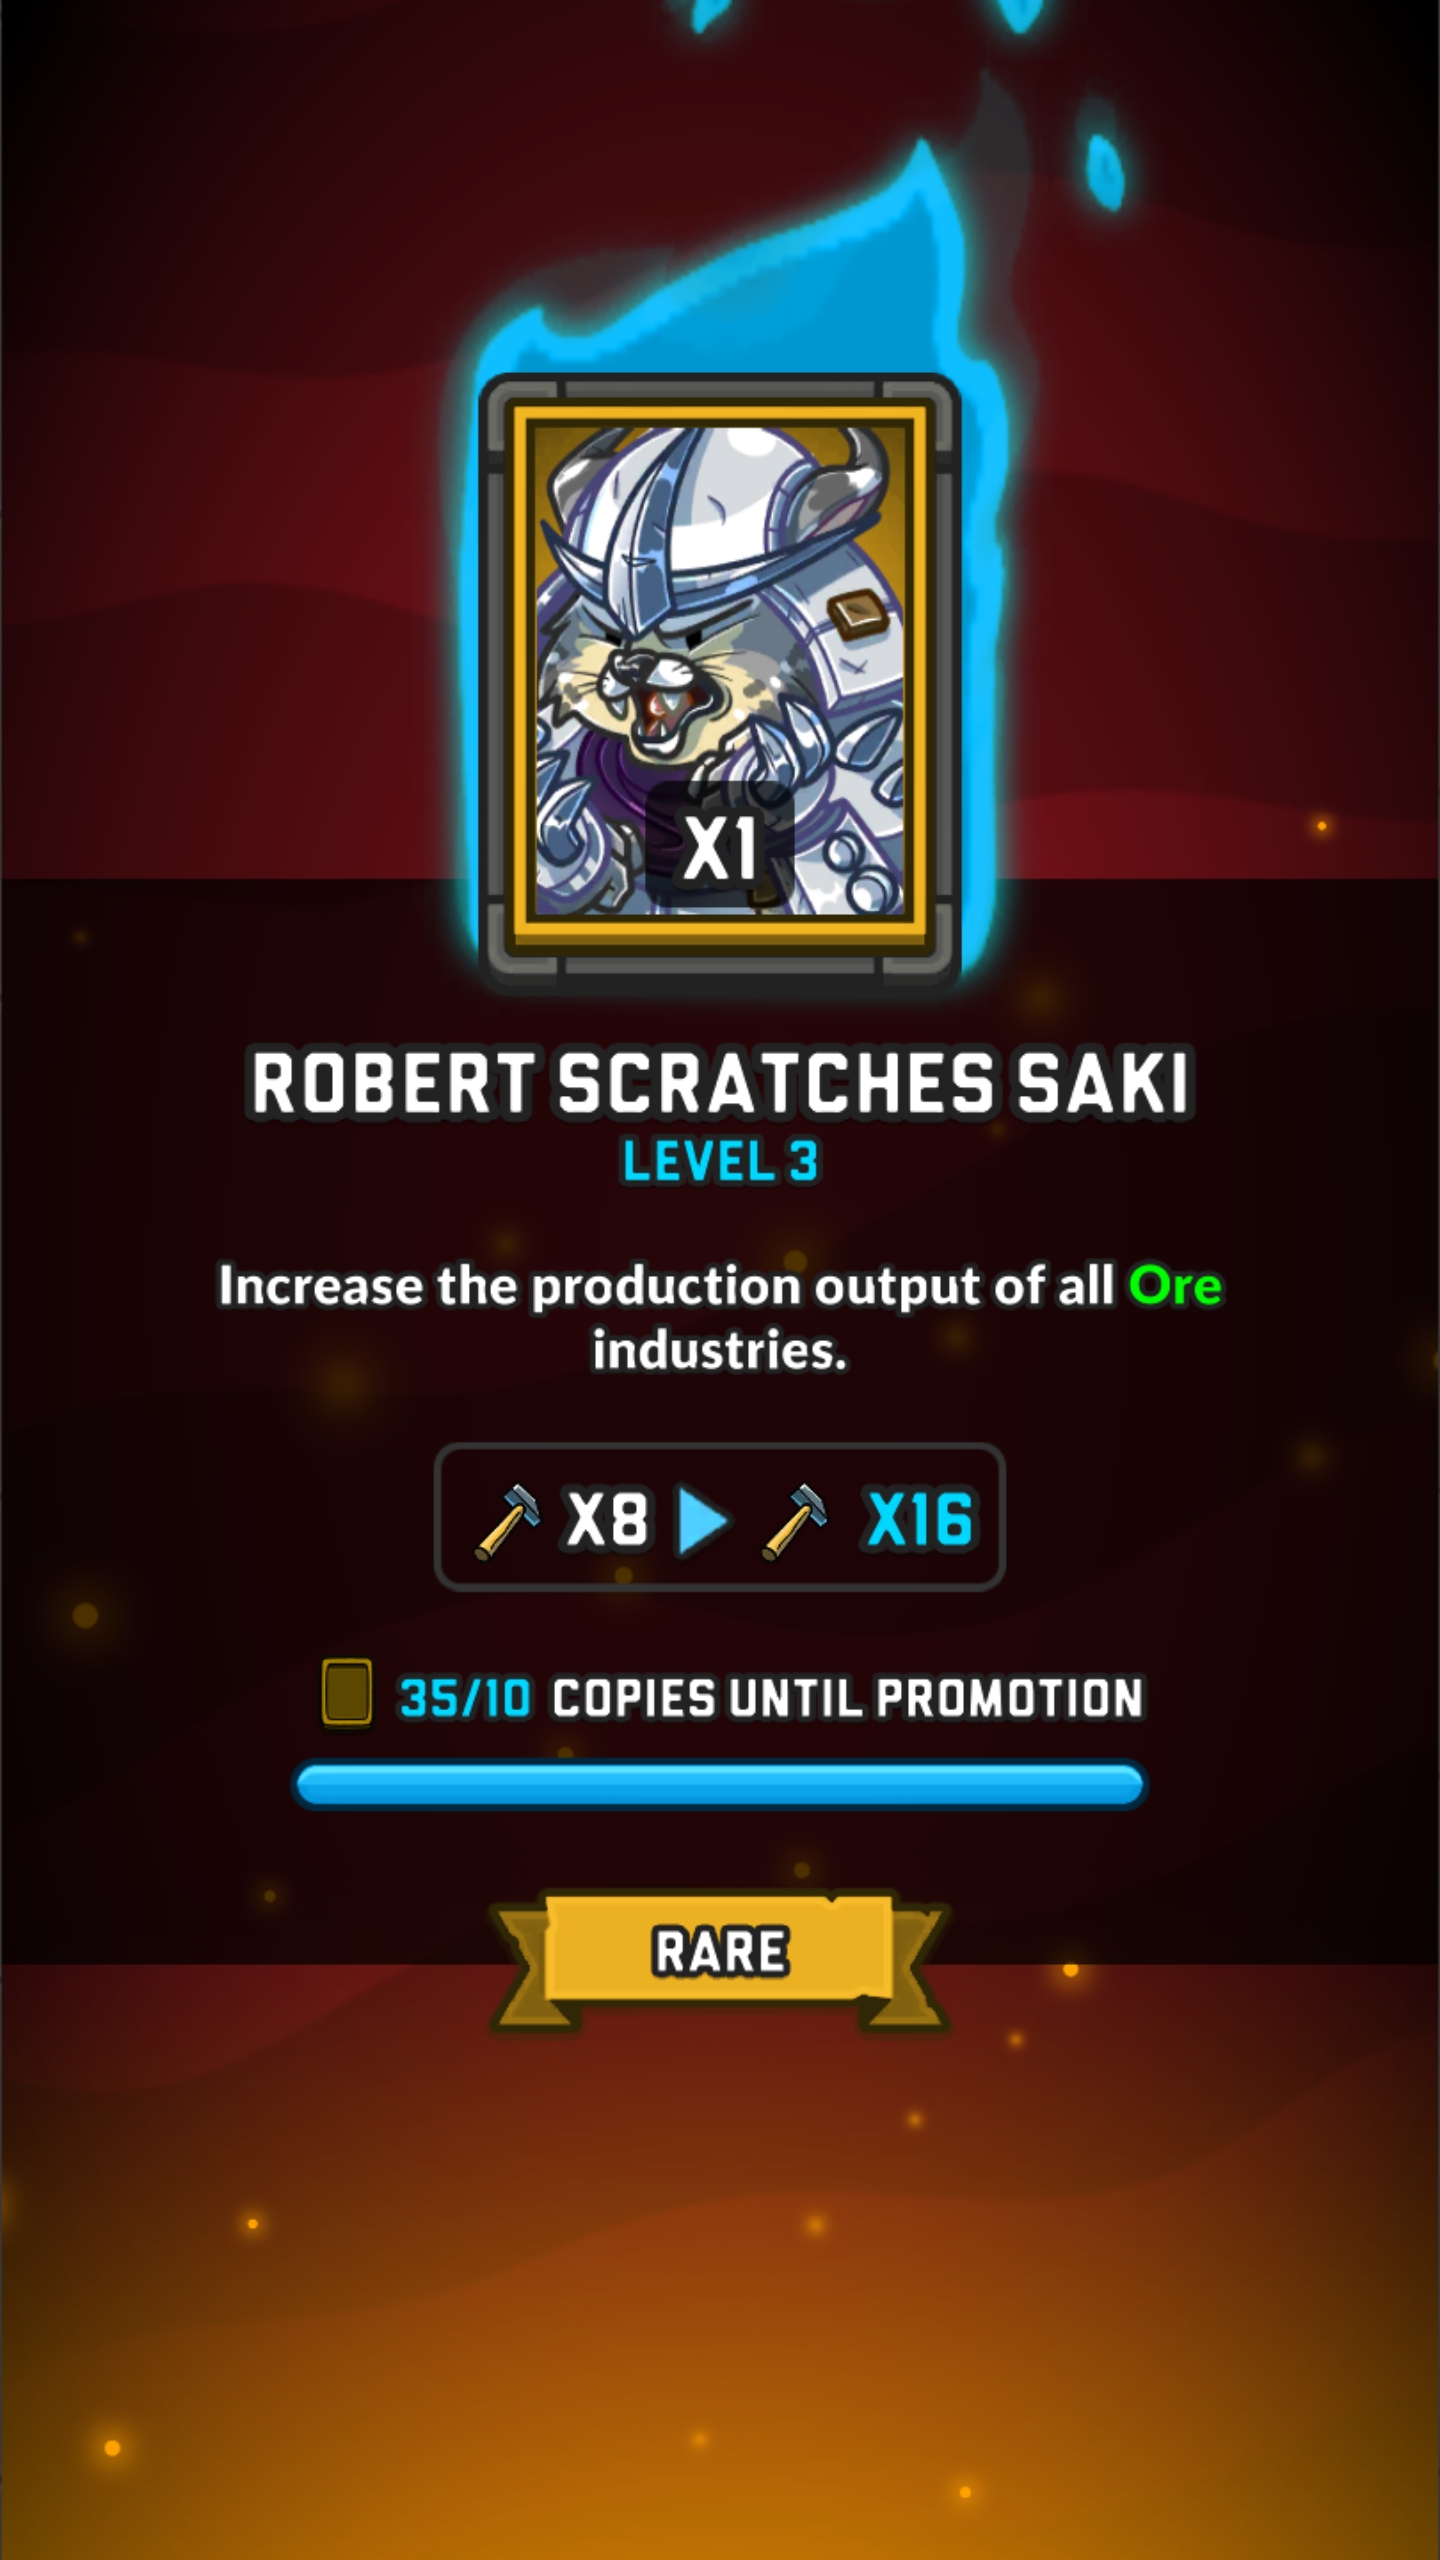 X1
ROBERT SCRATCHES SAKI
LEVEL 3
Increase the production output of all Ore
industries.
X8 X16
35/10 COPIES UNTIL PROMOTION
RARE